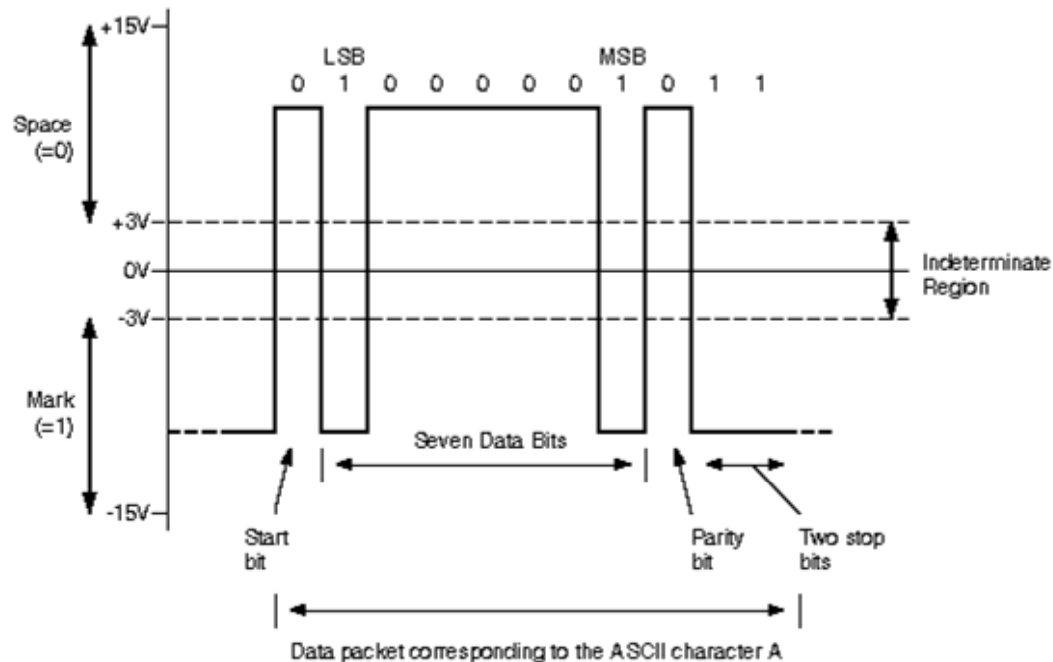 +15V
LSB MSB
0 1 0 0 0 0 0 1 0 1 1
Space
(=0)
+3V
0V
Indeterminate
Region
-3V
Mark
(=1)
Seven Data Bits
-15V
Start
bit
Parity
bit
Two stop
bits
Data packet corresponding to the ASCII character A